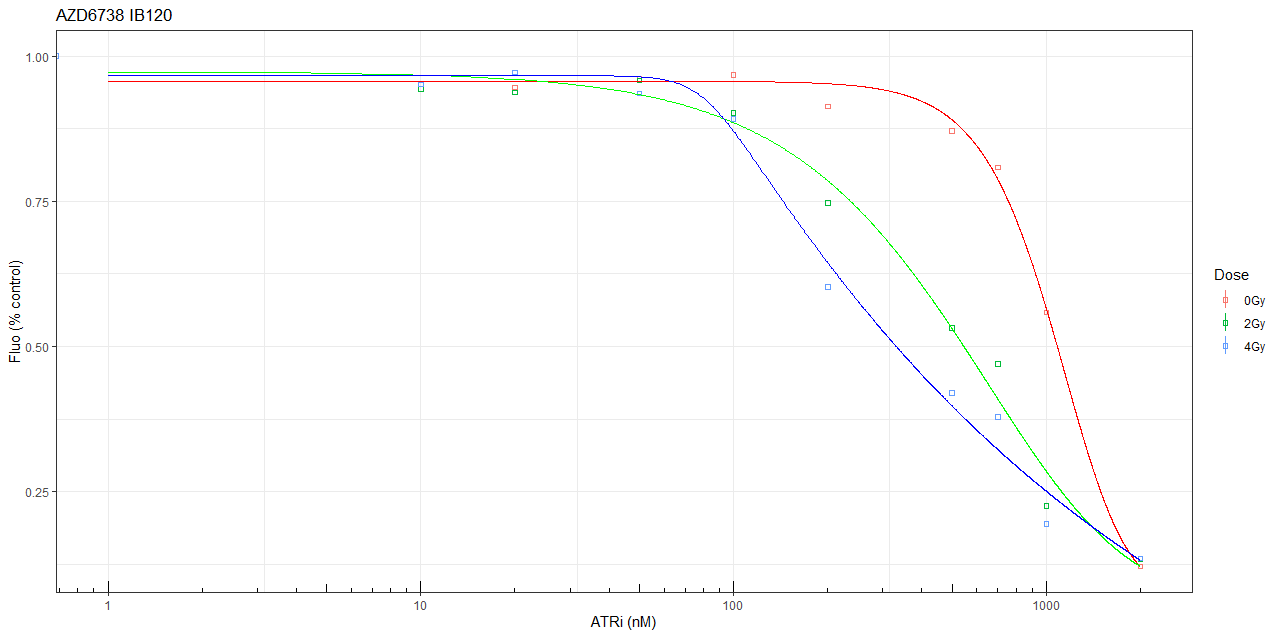 AZD6738 IB120
1.00
0.75
0.50
0.25
Fluo (% control)
1
10
100
1000
ATRi (nM)
Dose
0Gy
2Gy
4Gy